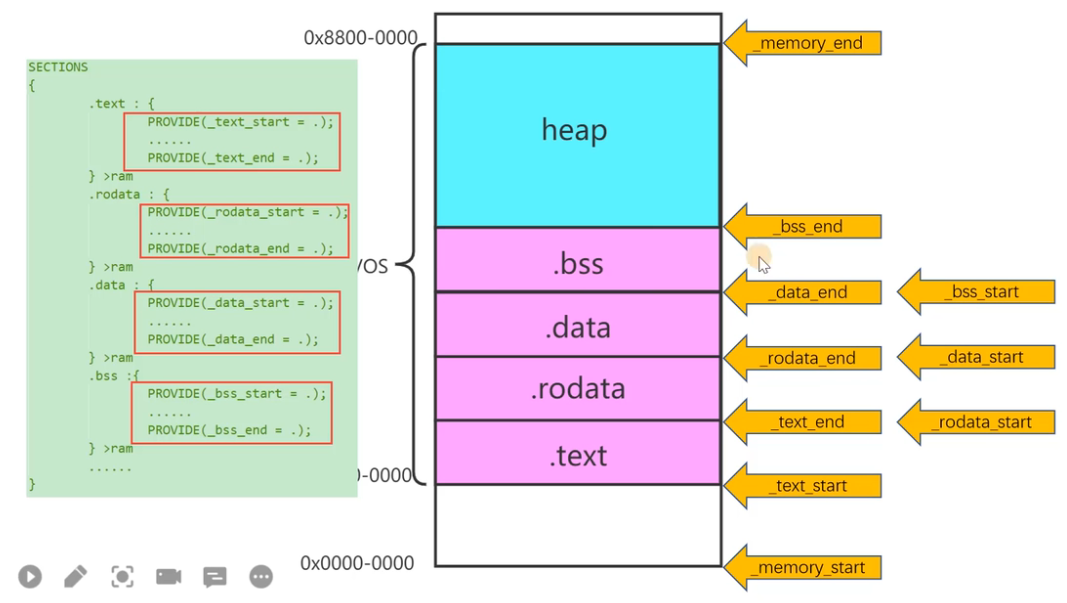 0x8800-0000
SECTIONS
{
.text : {
PROVIDE(_text_start = .);
......
PROVIDE(_text_end = .);
} >ram
.rodata : {
PROVIDE(_rodata_start = .);
......
PROVIDE(_rodata_end = .);
} >ram
.data : {
PROVIDE(_data_start = .);
......
PROVIDE(_data_end = .);
} >ram
.bss :{
PROVIDE(_bss_start = .);
......
PROVIDE(_bss_end = .);
} >ram
......
}
/OS
0-0000
0x0000-0000
heap
.bss
.data
.rodata
.text
_memory_end
_bss_end
_data_end
_bss_start
_rodata_end
_data_start
_text_end
_rodata_start
_text_start
_memory_start